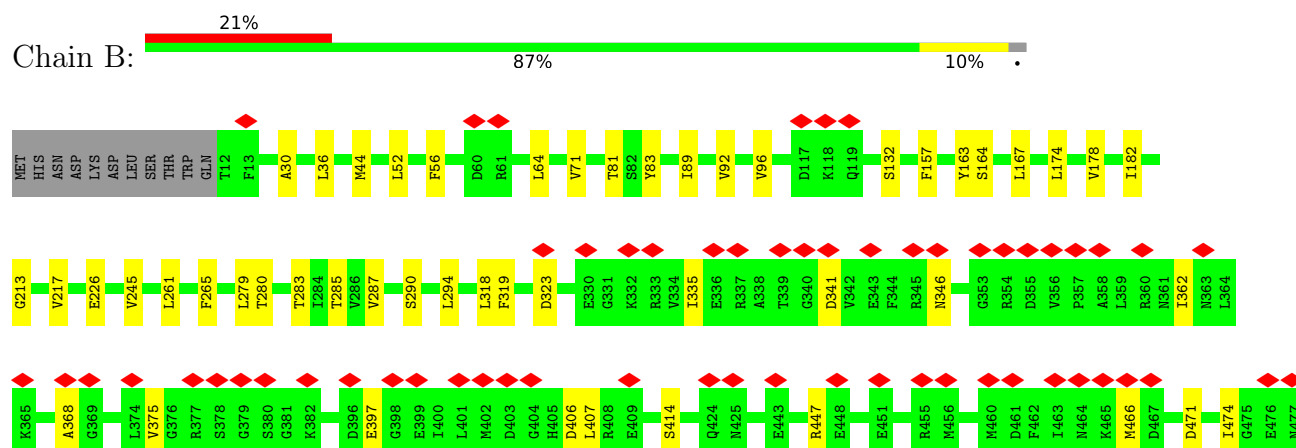 21%
Chain B:
87% 10% •
MET HIS ASN ASP LYS ASP LEU SER THR TRP GLN T12 F13 A30 L36 M44 L52 F56 D60 R61 L64 V71 T81 S82 Y83 I89 V92 V96 D117 K118 Q119 S132 F157 Y163 S164 L167 L174 V178 I182
G213 V217 E226 V245 L261 F265 L279 T280 T283 I284 T285 V286 V287 S290 L294 L318 F319 D323 E330 G331 K332 R333 V334 I335 E336 R337 A338 T339 G340 D341 V342 E343 F344 R345 N346 G353 R354 D355 V356 P357 A358 L359 R360 N361 I362 N363 L364
K365 A368 G369 L374 V375 G376 R377 S378 G379 S380 G381 K382 D396 E397 G398 E399 I400 L401 M402 D403 G404 H405 D406 L407 R408 E409 S414 Q424 N425 E443 R447 E448 E451 R455 M456 M460 D461 F462 I463 N464 K465 M466 D467 D471 I474 G475 E476 N477